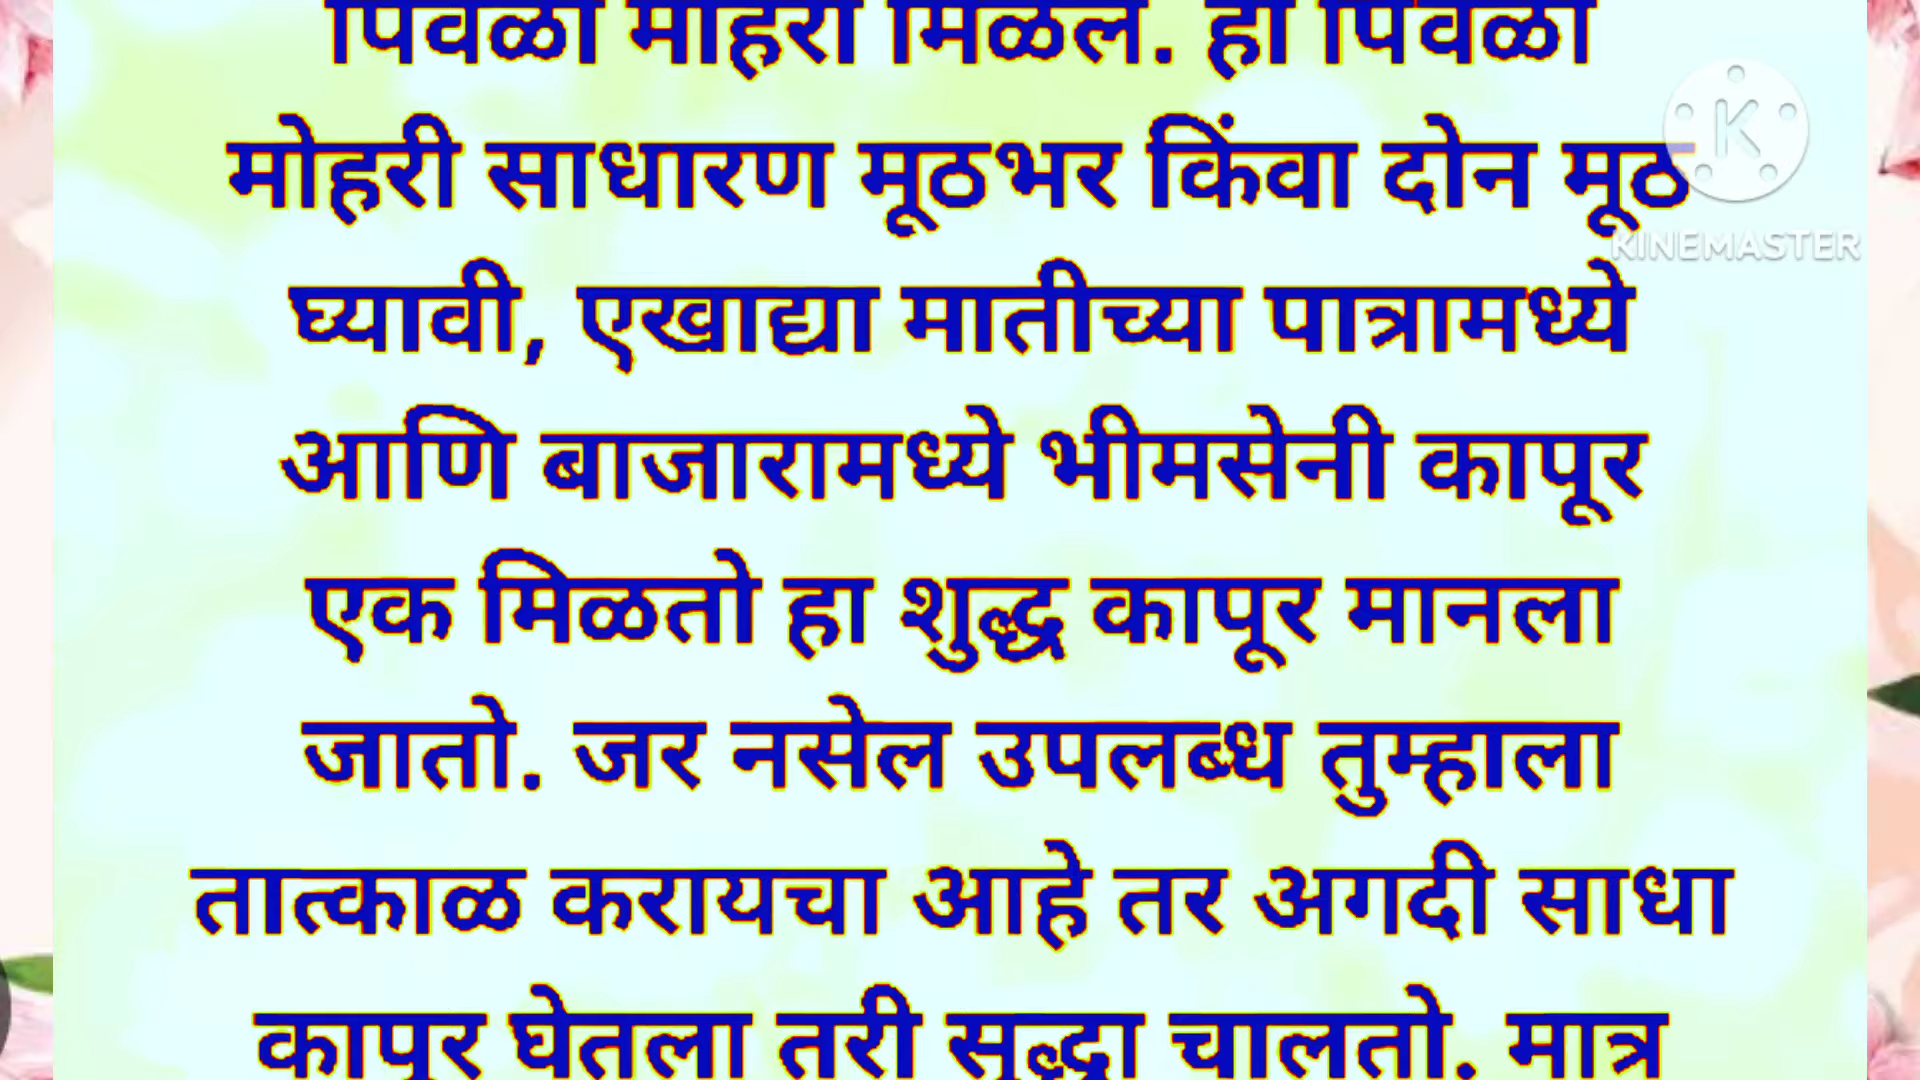 पिवळी मोहरी मिळेल. ही पिवळी
मोहरी साधारण मूठभर किंवा दोन मूठ
घ्यावी, एखाद्या मातीच्या पात्रामध्ये
आणि बाजारामध्ये भीमसेनी कापूर
एक मिळतो हा शुद्ध कापूर मानला
जातो. जर नसेल उपलब्ध तुम्हाला
तात्काळ करायचा आहे तर अगदी साधा
कापूर घेतला तरी सुद्धा चालतो. मात्र
K
KINEMASTER